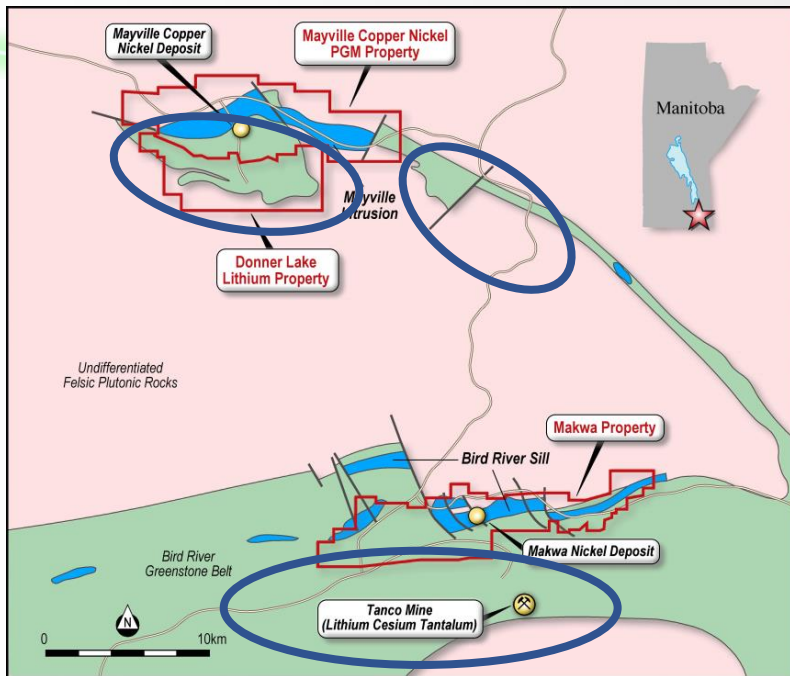 Mayville Copper
Nickel Deposit
Mayville Copper Nickel
PGM Property
Manitoba
Mayville
Intrusion
Donner Lake
Lithium Property
Undifferentiated
Felsic Plutonic Rocks
Makwa Property
Bird River Sill
Bird River
Greenstone Belt
Makwa Nickel Deposit
Tanco Mine
(Lithium Cesium Tantalum)
N
0 10km